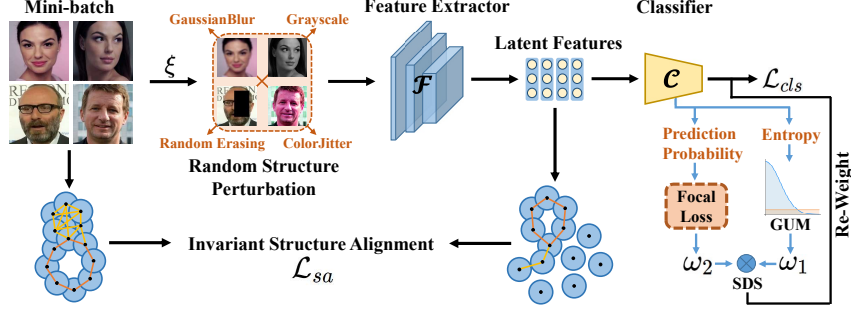 Mini-batch
GaussianBlur
Grayscale
Feature Extractor
Classifier
ξ
Latent Features
𝓕
𝓒
ℒcls
Random Erasing
ColorJitter
Random Structure
Perturbation
Prediction
Probability
Entropy
Focal
Loss
GUM
Re-Weight
Invariant Structure Alignment
ℒsa
ω2
ω1
SDS